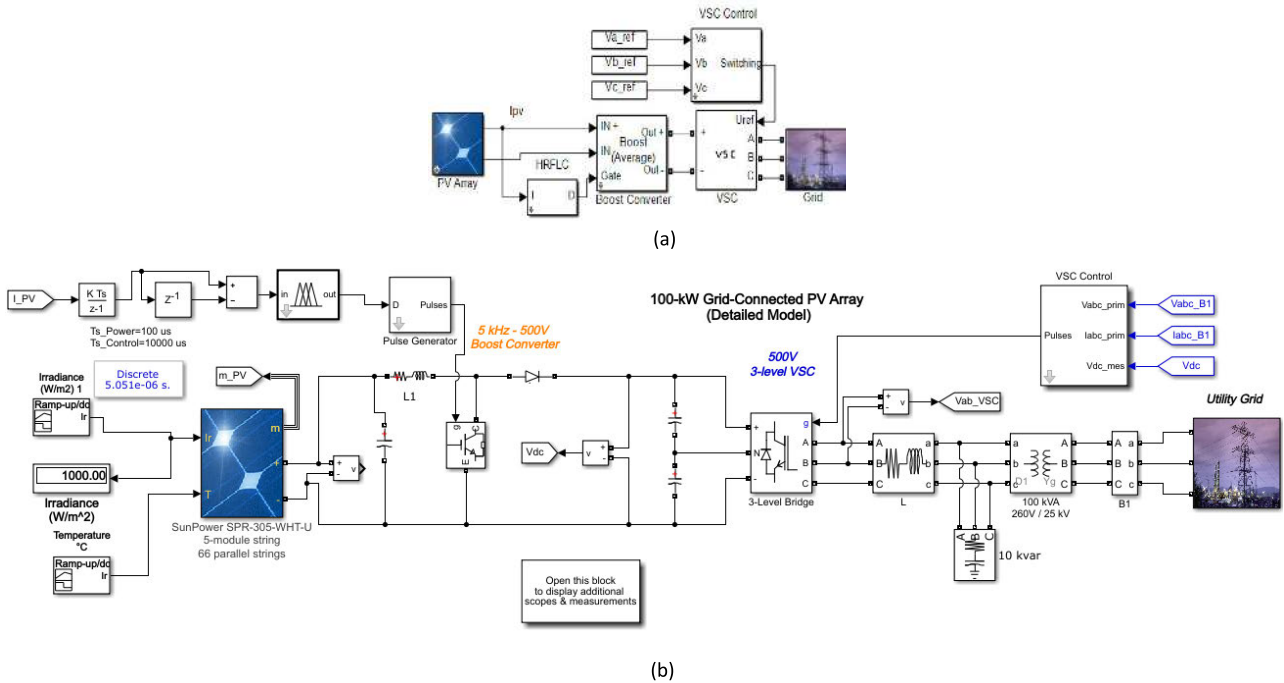 VSC Control
Va_ref
Vb_ref
Vc_ref
Va
Vb
Vc
Switching
Ipv
PV Array
HRFLC
I
D
IN +
IN
Gate
Boost
(Average)
Out +
Out -
Boost Converter
Uref
+
-
VSC
A
B
C
VSC
Grid
(a)
I_PV
K Ts
z-1
Z-1
+
-
in
out
D
Pulses
Pulse Generator
Ts_Power=100 us
Ts_Control=10000 us
Discrete
5.051e-06 s.
5 kHz - 500V
Boost Converter
100-kW Grid-Connected PV Array
(Detailed Model)
500V
3-level VSC
VSC Control
Pulses
Vabc_prim
Iabc_prim
Vdc_mes
Vabc_B1
Iabc_B1
Vdc
Irradiance
(W/m2) 1
Ramp-up/do
Ir
1000.00
Irradiance
(W/m^2)
Temperature
°C
Ramp-up/do
Ir
m_PV
Ir
T
m
+
-
SunPower SPR-305-WHT-U
5-module string
66 parallel strings
+
-
v
L1
g
C
E
Vdc
v
+
-
+
N
-
g
A
B
C
3-Level Bridge
+
-
v
Vab_VSC
A
B
C
a
b
c
L
A
B
C
10 kvar
a
b
c
D1
Yg
A
B
C
100 kVA
260V / 25 kV
A
B
C
a
b
c
B1
Utility Grid
Open this block
to display additional
scopes & measurements
(b)